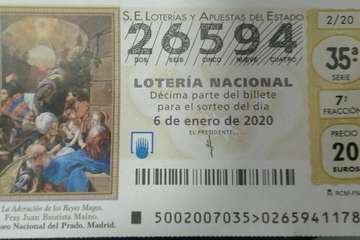 S.E. LOTERÍAS Y APUESTAS DEL ESTADO
2/20
26594
DOS SEIS CINCO NUEVE CUATRO
35ª
SERIE
LOTERÍA NACIONAL
Décima parte del billete
para el sorteo del día
6 de enero de 2020
EL PRESIDENTE,
7ª
FRACCIÓN
PRECIO
20
EUROS
La Adoración de los Reyes Magos.
Fray Juan Bautista Maíno.
Nacional del Prado. Madrid.
5002007035>0265941178